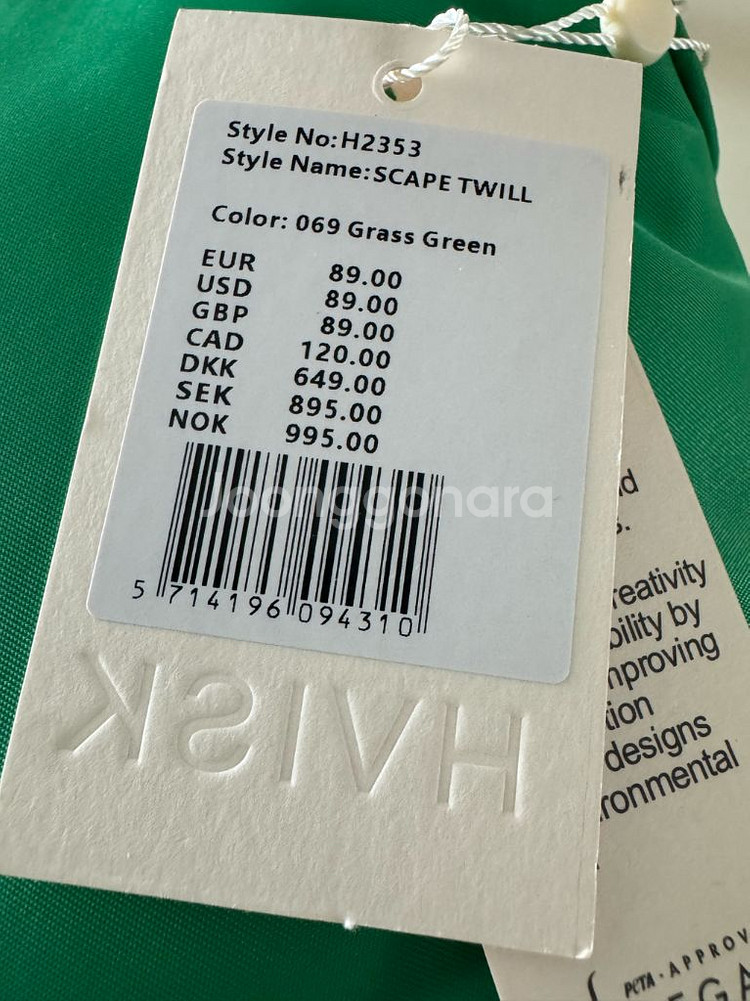 Style No:H2353
Style Name:SCAPE TWILL
Color: 069 Grass Green
EUR 89.00
USD 89.00
GBP 89.00
CAD 120.00
DKK 649.00
SEK 895.00
NOK 995.00
Joonggonara
5 714196 094310
HVISK
reativity
bility by
mproving
tion
designs
ronmental
PETA-APPROV